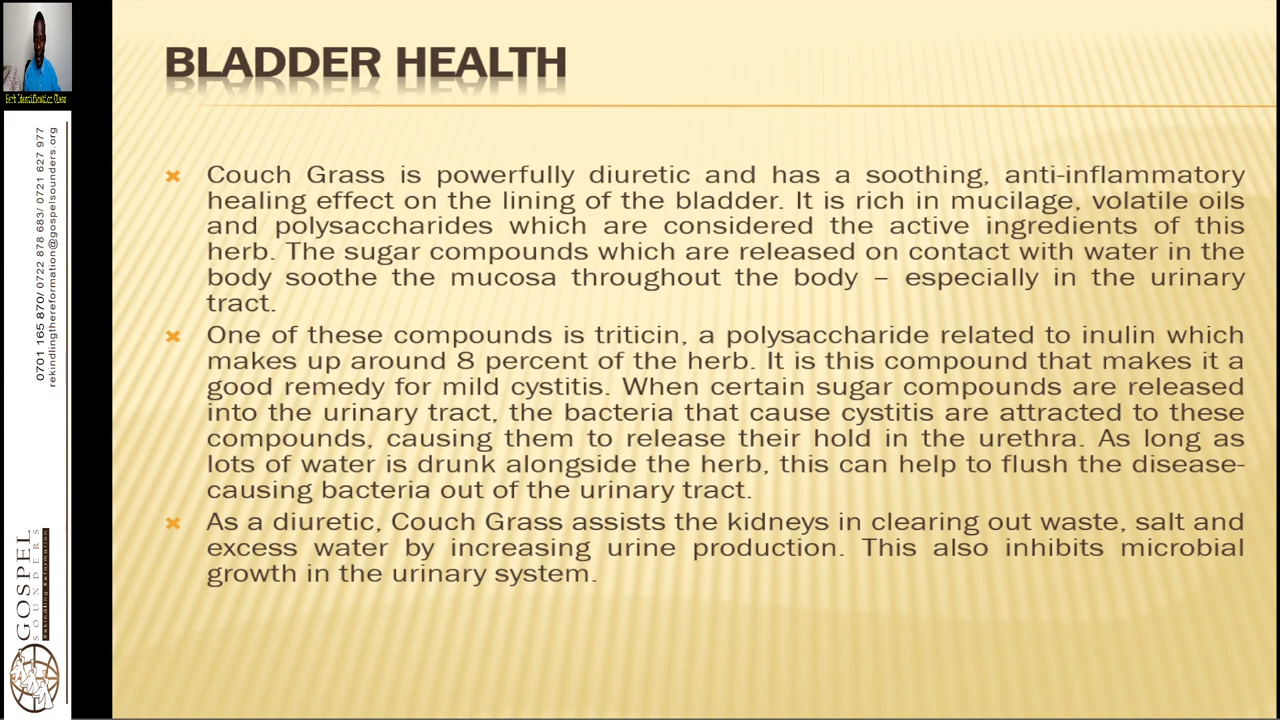 BLADDER HEALTH
Couch Grass is powerfully diuretic and has a soothing, anti-inflammatory
healing effect on the lining of the bladder. It is rich in mucilage, volatile oils
and polysaccharides which are considered the active ingredients of this
herb. The sugar compounds which are released on contact with water in the
body soothe the mucosa throughout the body – especially in the urinary
tract.
One of these compounds is triticin, a polysaccharide related to inulin which
makes up around 8 percent of the herb. It is this compound that makes it a
good remedy for mild cystitis. When certain sugar compounds are released
into the urinary tract, the bacteria that cause cystitis are attracted to these
compounds, causing them to release their hold in the urethra. As long as
lots of water is drunk alongside the herb, this can help to flush the disease-
causing bacteria out of the urinary tract.
As a diuretic, Couch Grass assists the kidneys in clearing out waste, salt and
excess water by increasing urine production. This also inhibits microbial
growth in the urinary system.
Herb Identification Class
0701 165 870/ 0722 878 683/ 0721 627 977
rekindlingthereformation@gospelsounders.org
GOSPEL
SOUNDERS
Rekindling Reformation